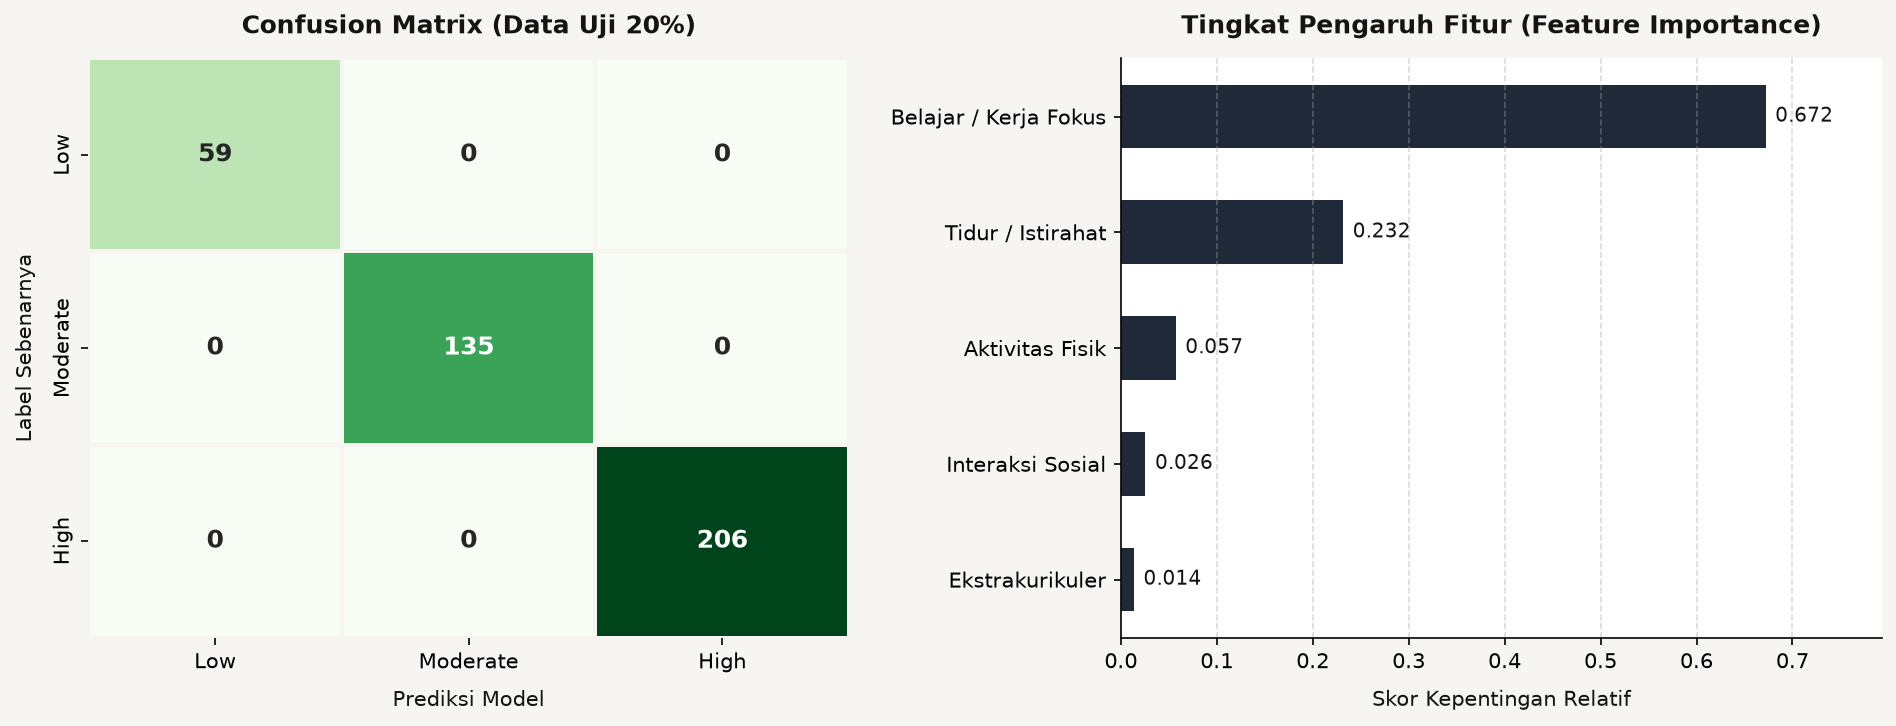 Confusion Matrix (Data Uji 20%)
Label Sebenarnya
Low
59
0
0
Moderate
0
135
0
High
0
0
206
Low
Moderate
High
Prediksi Model
Tingkat Pengaruh Fitur (Feature Importance)
Belajar / Kerja Fokus
0.672
Tidur / Istirahat
0.232
Aktivitas Fisik
0.057
Interaksi Sosial
0.026
Ekstrakurikuler
0.014
0.0
0.1
0.2
0.3
0.4
0.5
0.6
0.7
Skor Kepentingan Relatif